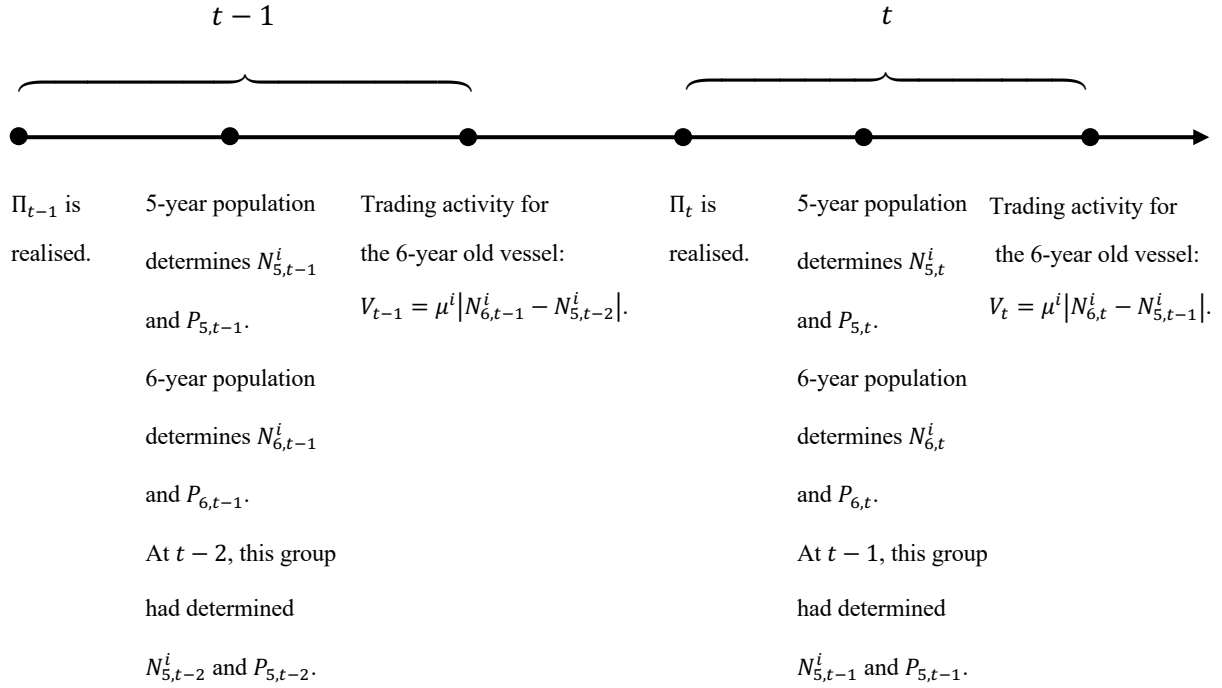 t − 1
t
Π_{t−1} is
realised.
5-year population
determines N^i_{5,t−1}
and P_{5,t−1}.
6-year population
determines N^i_{6,t−1}
and P_{6,t−1}.
At t − 2, this group
had determined
N^i_{5,t−2} and P_{5,t−2}.
Trading activity for
the 6-year old vessel:
V_{t−1} = μ^i|N^i_{6,t−1} − N^i_{5,t−2}|.
Π_t is
realised.
5-year population
determines N^i_{5,t}
and P_{5,t}.
6-year population
determines N^i_{6,t}
and P_{6,t}.
At t − 1, this group
had determined
N^i_{5,t−1} and P_{5,t−1}.
Trading activity for
the 6-year old vessel:
V_t = μ^i|N^i_{6,t} − N^i_{5,t−1}|.